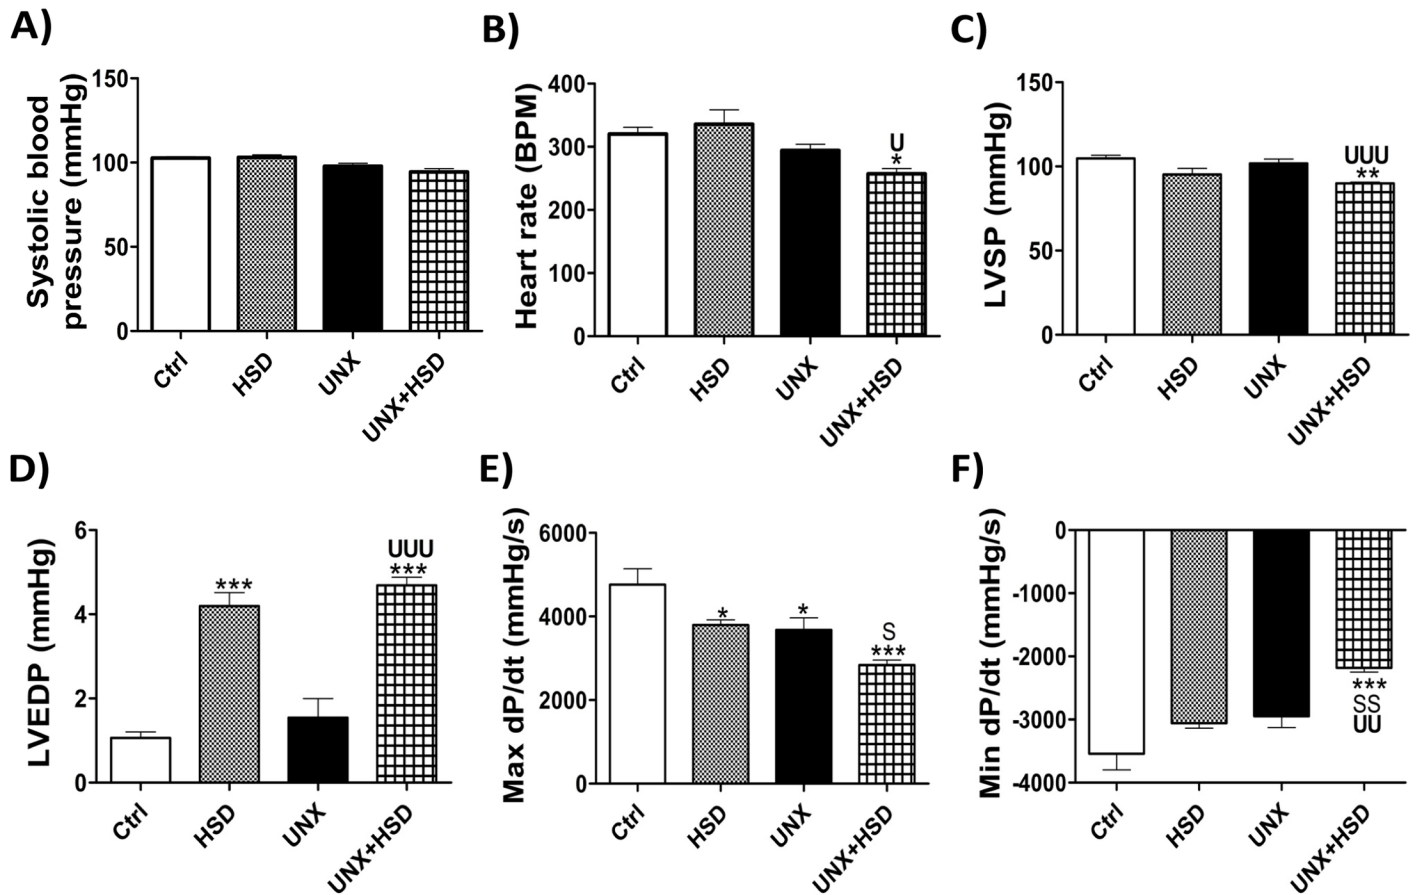 A)
Systolic blood
pressure (mmHg)
150
100
50
0
Ctrl
HSD
UNX
UNX+HSD
B)
Heart rate (BPM)
400
300
200
100
0
U
*
Ctrl
HSD
UNX
UNX+HSD
C)
LVSP (mmHg)
150
100
50
0
UUU
**
Ctrl
HSD
UNX
UNX+HSD
D)
LVEDP (mmHg)
6
4
2
0
***
UUU
***
Ctrl
HSD
UNX
UNX+HSD
E)
Max dP/dt (mmHg/s)
6000
4000
2000
0
*
*
S
***
Ctrl
HSD
UNX
UNX+HSD
F)
Min dP/dt (mmHg/s)
0
-1000
-2000
-3000
-4000
***
SS
UU
Ctrl
HSD
UNX
UNX+HSD